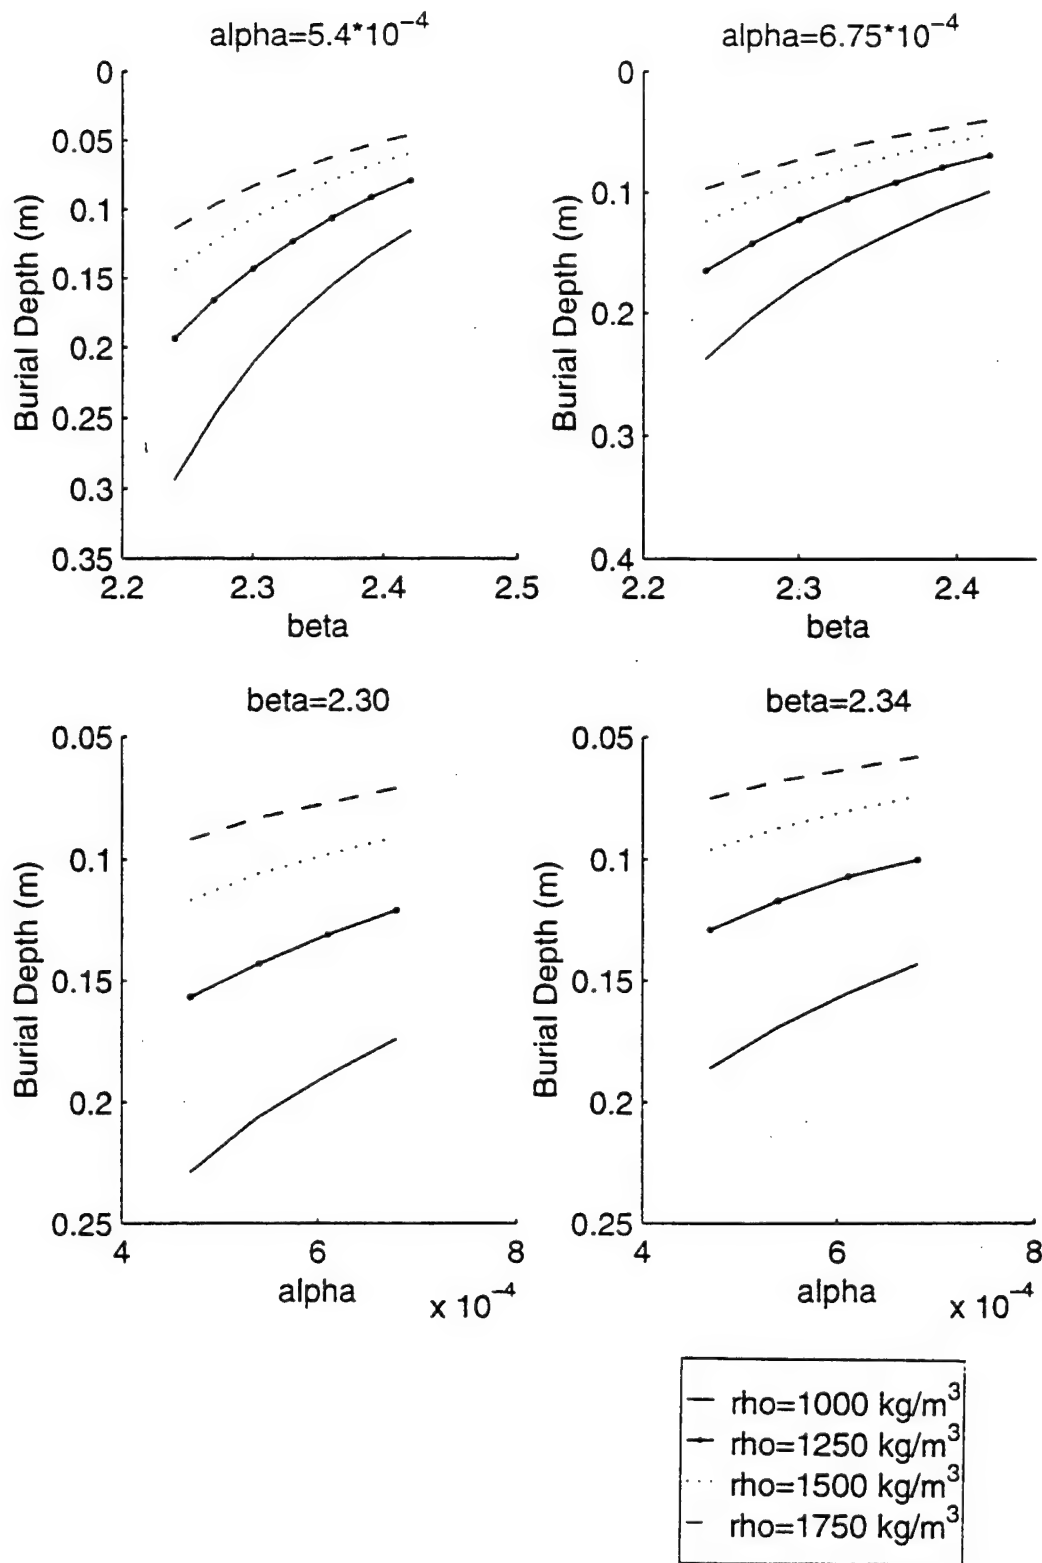 alpha=5.4*10⁻⁴
0
0.05
0.1
0.15
0.2
0.25
0.3
0.35
Burial Depth (m)
2.2
2.3
2.4
2.5
beta
alpha=6.75*10⁻⁴
0
0.1
0.2
0.3
0.4
Burial Depth (m)
2.2
2.3
2.4
beta
beta=2.30
0.05
0.1
0.15
0.2
0.25
Burial Depth (m)
4
6
8
alpha
x 10⁻⁴
beta=2.34
0.05
0.1
0.15
0.2
0.25
Burial Depth (m)
4
6
8
alpha
x 10⁻⁴
rho=1000 kg/m³
rho=1250 kg/m³
rho=1500 kg/m³
rho=1750 kg/m³